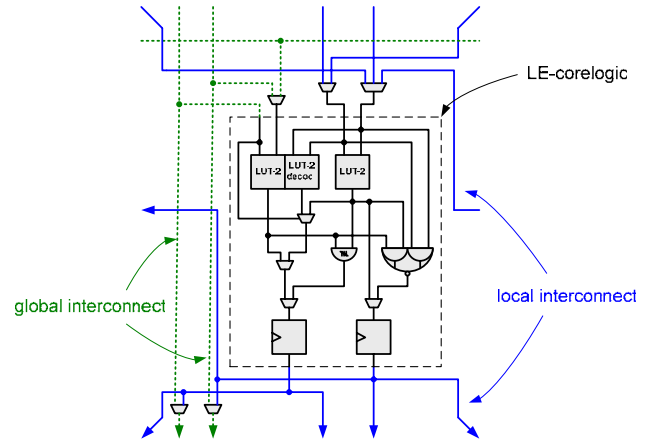 LE-corelogic
LUT-2
LUT-2
decoc
LUT-2
global interconnect
local interconnect